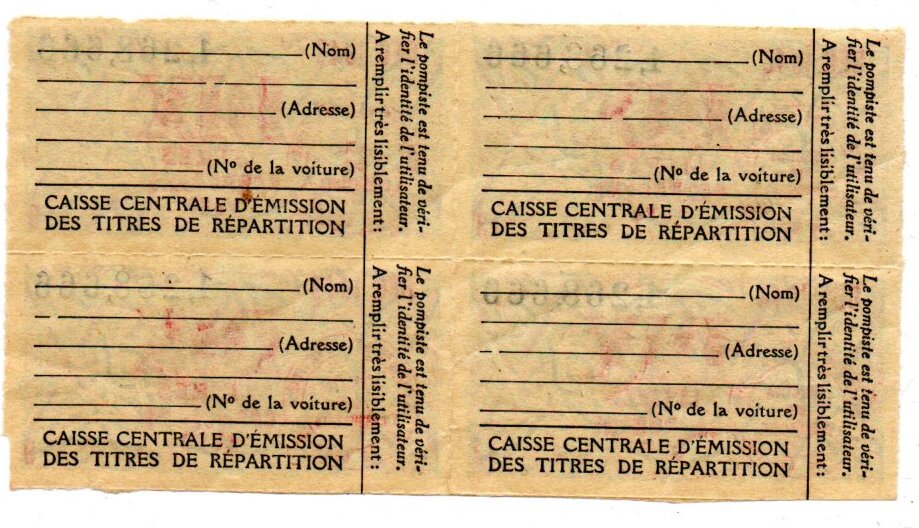 (Nom)
(Adresse)
(Nº de la voiture)
CAISSE CENTRALE D'ÉMISSION
DES TITRES DE RÉPARTITION
A remplir très lisiblement :
Le pompiste est tenu de véri-
fier l'identité de l'utilisateur.
(Nom)
(Adresse)
(Nº de la voiture)
CAISSE CENTRALE D'ÉMISSION
DES TITRES DE RÉPARTITION
A remplir très lisiblement :
Le pompiste est tenu de véri-
fier l'identité de l'utilisateur.
(Nom)
(Adresse)
(Nº de la voiture)
CAISSE CENTRALE D'ÉMISSION
DES TITRES DE RÉPARTITION
A remplir très lisiblement :
Le pompiste est tenu de véri-
fier l'identité de l'utilisateur.
(Nom)
(Adresse)
(Nº de la voiture)
CAISSE CENTRALE D'ÉMISSION
DES TITRES DE RÉPARTITION
A remplir très lisiblement :
Le pompiste est tenu de véri-
fier l'identité de l'utilisateur.